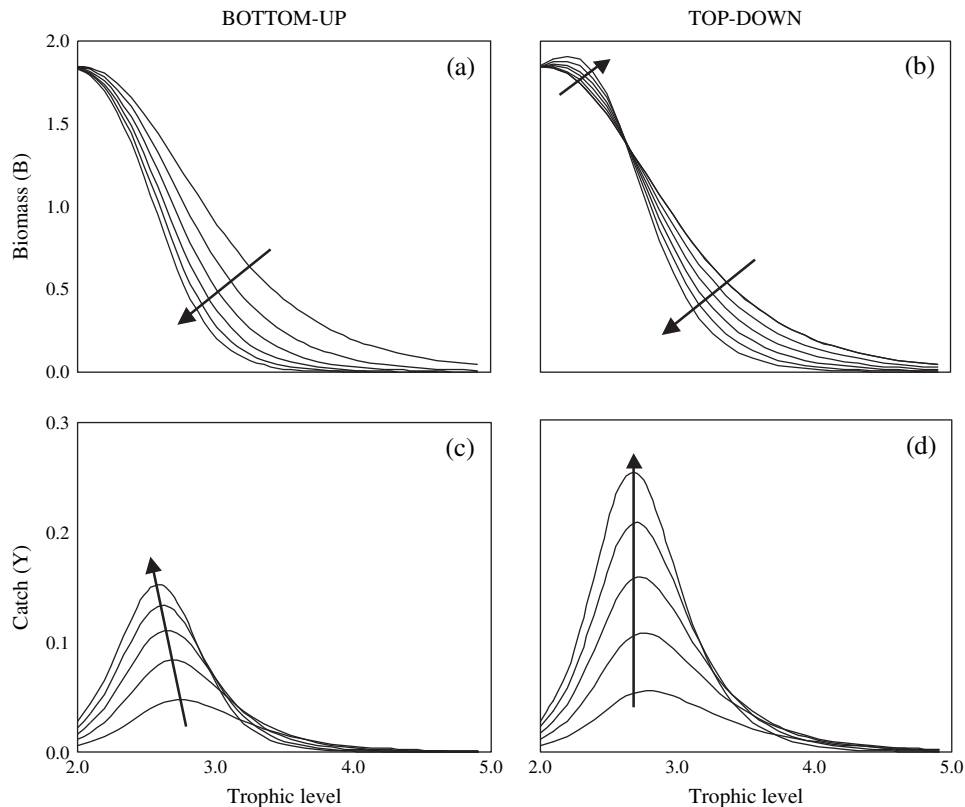 BOTTOM-UP
TOP-DOWN
2.0
1.5
1.0
0.5
0.0
Biomass (B)
(a)
(b)
0.3
0.2
0.1
0.0
Catch (Y)
(c)
(d)
2.0 3.0 4.0 5.0
2.0 3.0 4.0 5.0
Trophic level
Trophic level